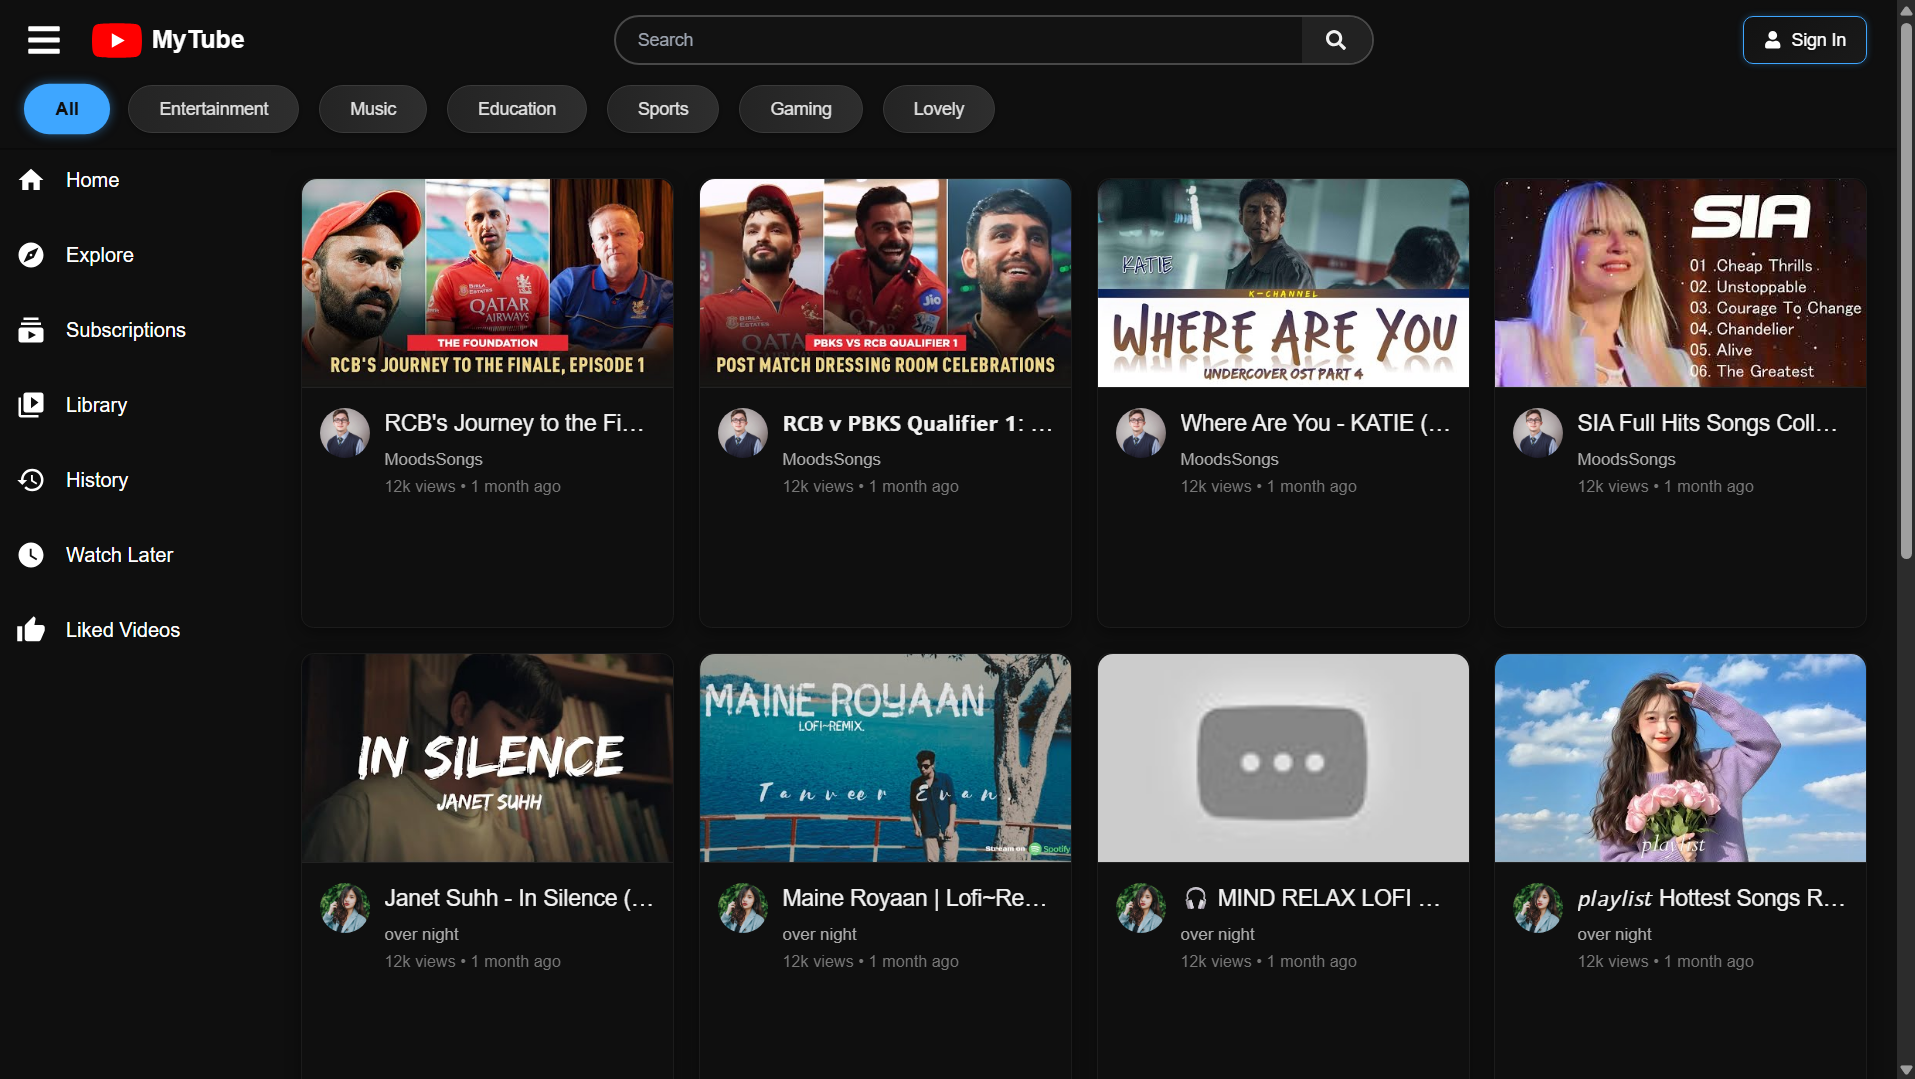 MyTube
Search
Sign In
All
Entertainment
Music
Education
Sports
Gaming
Lovely
Home
Explore
Subscriptions
Library
History
Watch Later
Liked Videos
BIRLA
ESTATES
QATAR
AIRWAYS
THE FOUNDATION
RCB'S JOURNEY TO THE FINALE, EPISODE 1
RCB's Journey to the Fi...
MoodsSongs
12k views • 1 month ago
BIRLA
ESTATES
QATAR
Jio
PBKS VS RCB QUALIFIER 1
POST MATCH DRESSING ROOM CELEBRATIONS
RCB v PBKS Qualifier 1: ...
MoodsSongs
12k views • 1 month ago
KATIE
K-CHANNEL
WHERE ARE YOU
UNDERCOVER OST PART 4
Where Are You - KATIE (...
MoodsSongs
12k views • 1 month ago
SIA
01 .Cheap Thrills
02. Unstoppable
03. Courage To Change
04. Chandelier
05. Alive
06. The Greatest
SIA Full Hits Songs Coll...
MoodsSongs
12k views • 1 month ago
IN SILENCE
JANET SUHH
Janet Suhh - In Silence (...
over night
12k views • 1 month ago
MAINE ROYAAN
LOFI~REMIX.
Tanveer Evan
Stream on Spotify
Maine Royaan | Lofi~Re...
over night
12k views • 1 month ago
🎧 MIND RELAX LOFI ...
over night
12k views • 1 month ago
playlist
playlist Hottest Songs R...
over night
12k views • 1 month ago